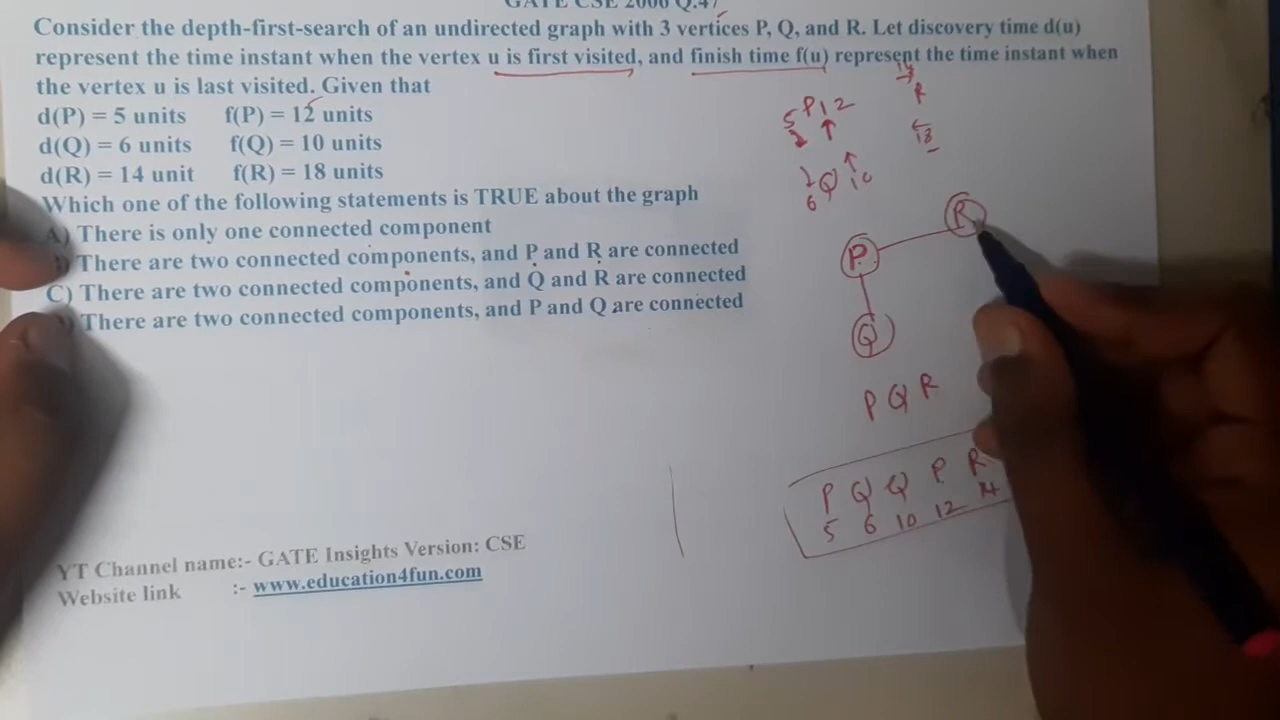 GATE CSE 2006 Q.47
Consider the depth-first-search of an undirected graph with 3 vertices P, Q, and R. Let discovery time d(u)
represent the time instant when the vertex u is first visited, and finish time f(u) represent the time instant when
the vertex u is last visited. Given that
d(P) = 5 units f(P) = 12 units
d(Q) = 6 units f(Q) = 10 units
d(R) = 14 unit f(R) = 18 units
Which one of the following statements is TRUE about the graph
A) There is only one connected component
There are two connected components, and P and R are connected
C) There are two connected components, and Q and R are connected
There are two connected components, and P and Q are connected
14
R
18
5 P 12
Q
6 10
R
P
Q
P Q R
P Q Q P R
5 6 10 12 14
YT Channel name:- GATE Insights Version: CSE
Website link :- www.education4fun.com